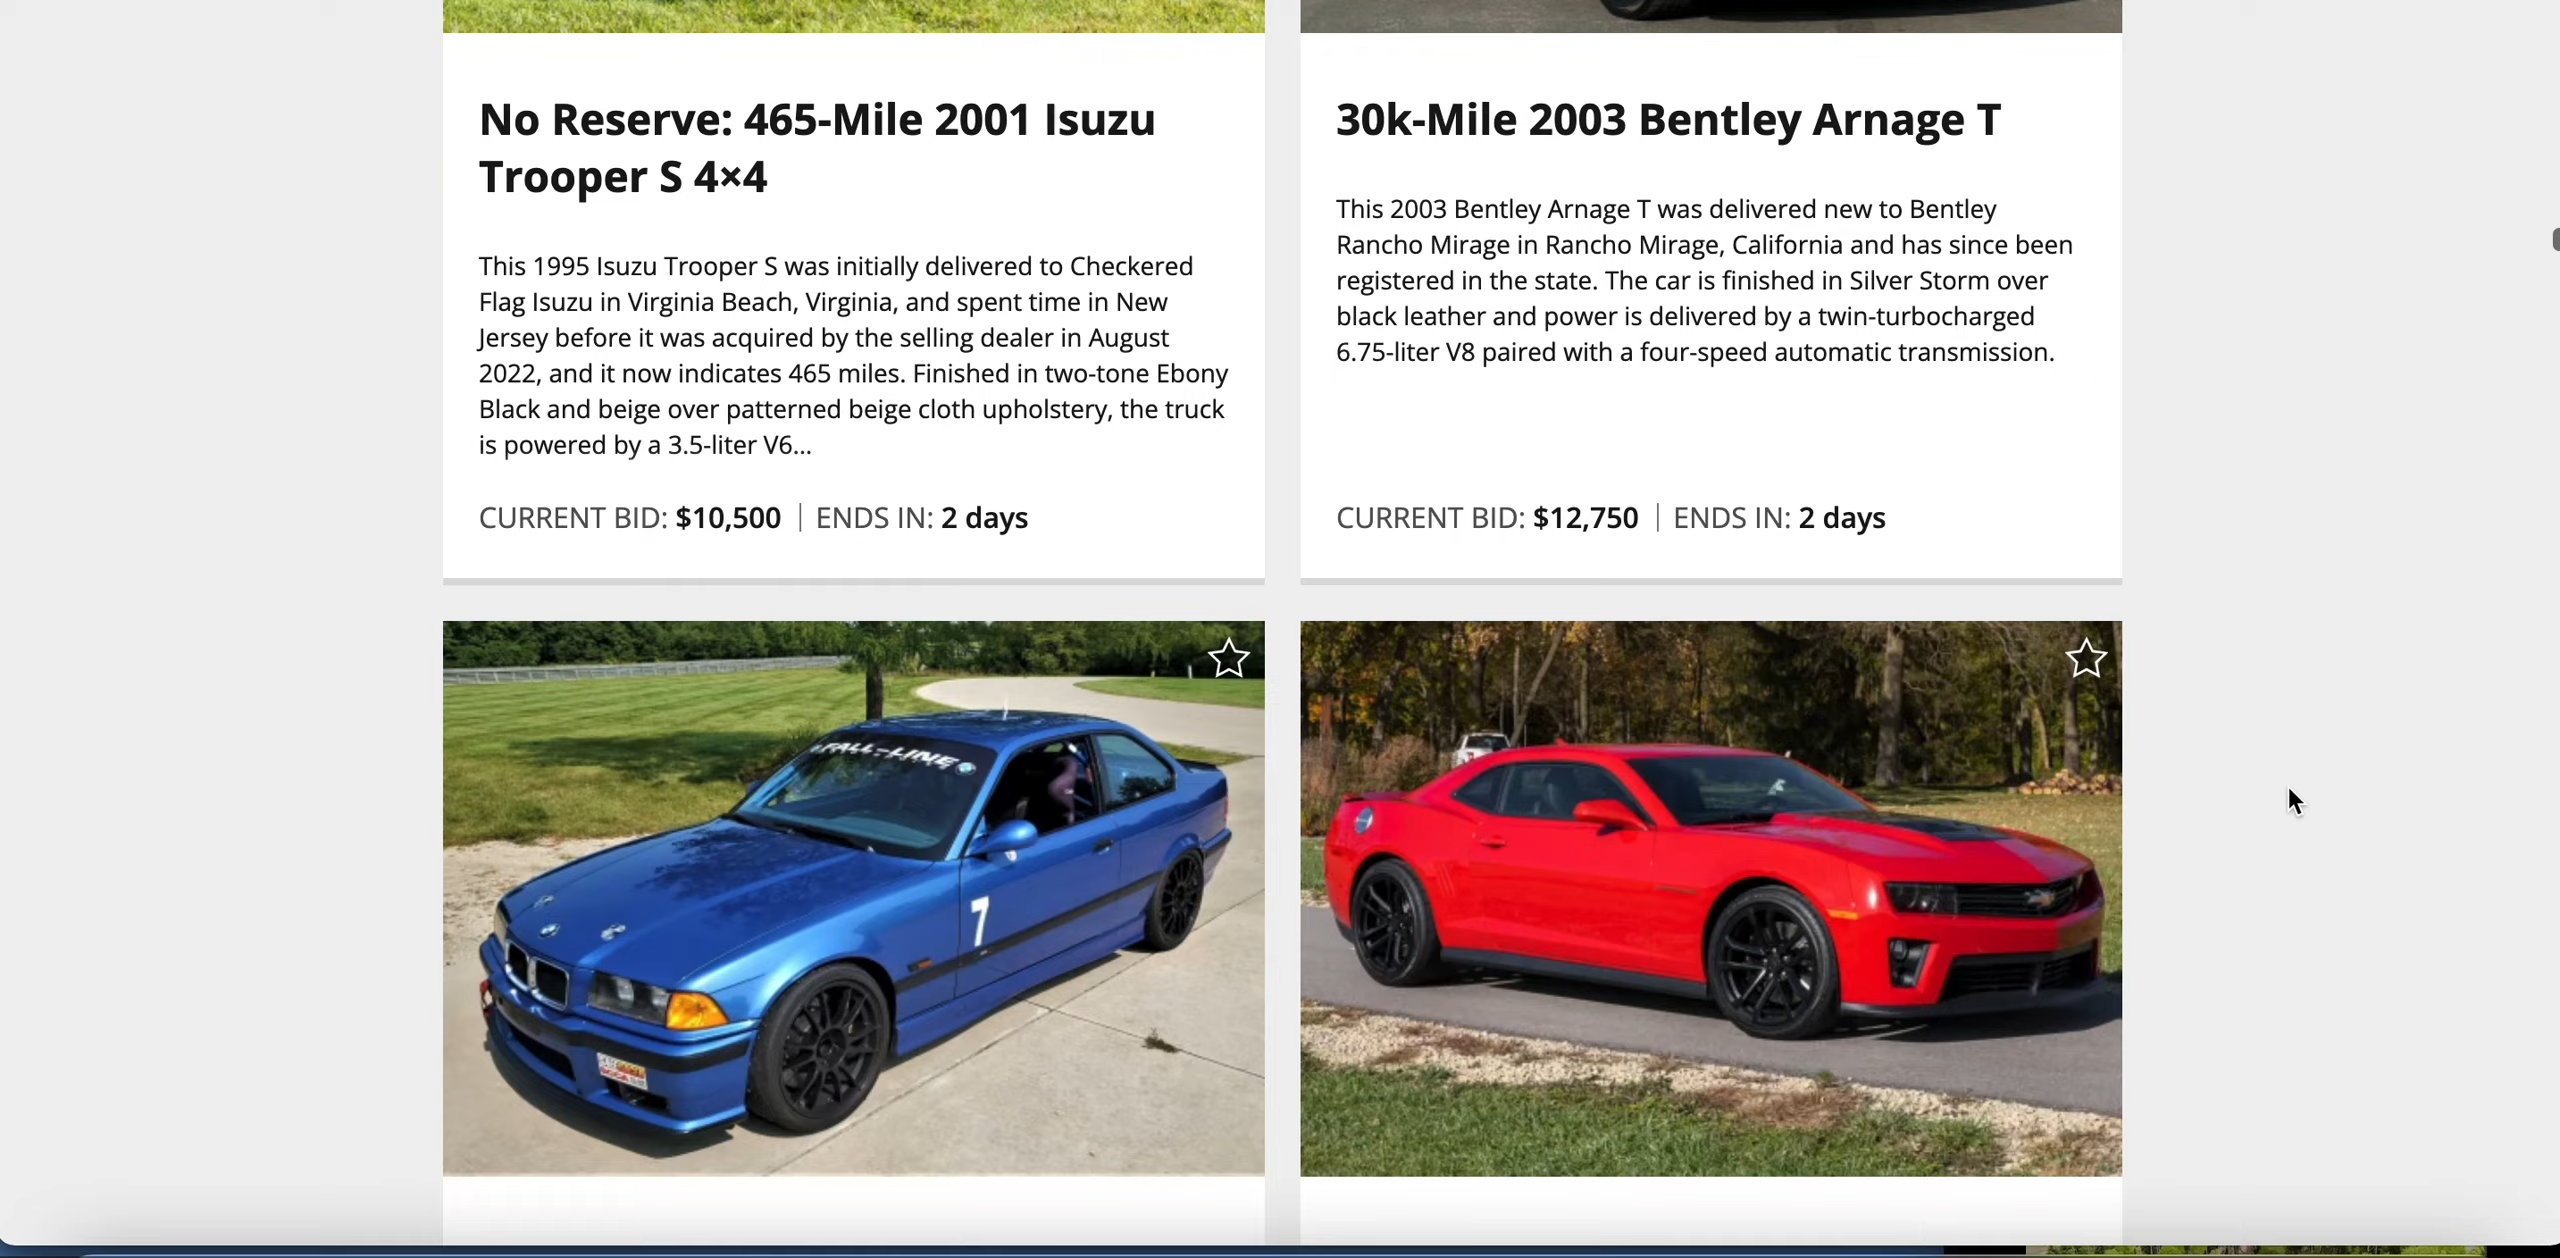 No Reserve: 465-Mile 2001 Isuzu
Trooper S 4×4
This 1995 Isuzu Trooper S was initially delivered to Checkered
Flag Isuzu in Virginia Beach, Virginia, and spent time in New
Jersey before it was acquired by the selling dealer in August
2022, and it now indicates 465 miles. Finished in two-tone Ebony
Black and beige over patterned beige cloth upholstery, the truck
is powered by a 3.5-liter V6...
CURRENT BID: $10,500 | ENDS IN: 2 days
30k-Mile 2003 Bentley Arnage T
This 2003 Bentley Arnage T was delivered new to Bentley
Rancho Mirage in Rancho Mirage, California and has since been
registered in the state. The car is finished in Silver Storm over
black leather and power is delivered by a twin-turbocharged
6.75-liter V8 paired with a four-speed automatic transmission.
CURRENT BID: $12,750 | ENDS IN: 2 days
FALL-LINE
7